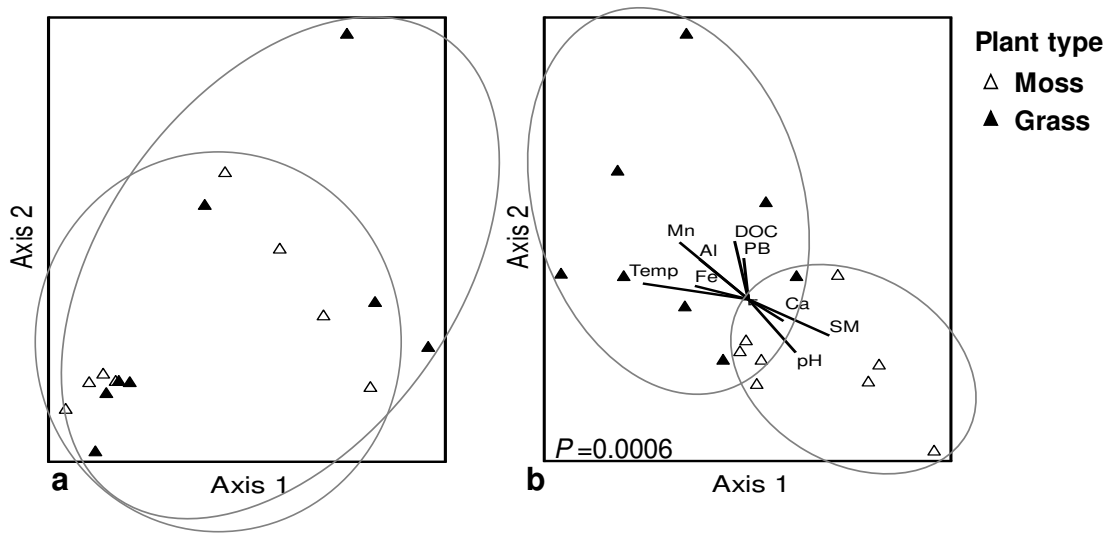 Plant type
Moss
Grass
Axis 2
a
Axis 1
Axis 2
Mn
DOC
Al
PB
Temp
Fe
Ca
SM
pH
P=0.0006
b
Axis 1